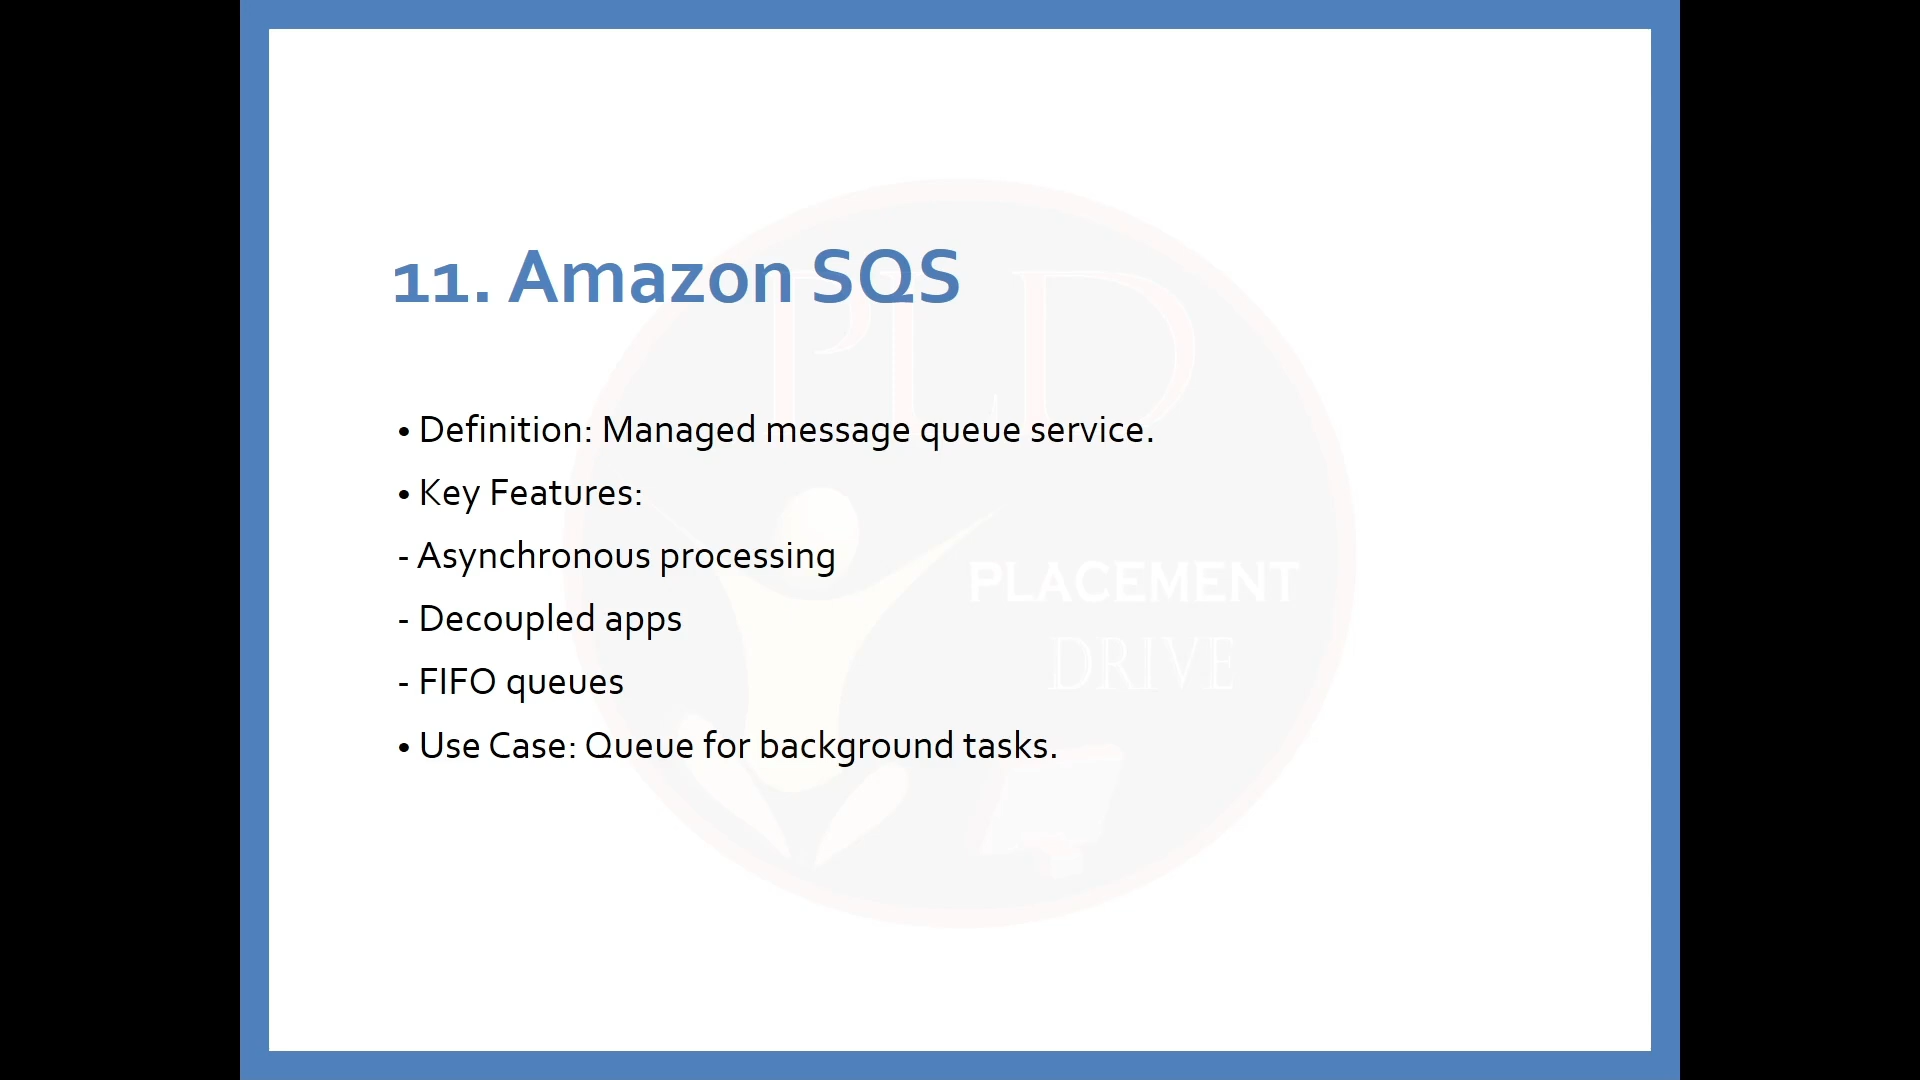 PLD
11. Amazon SQS
• Definition: Managed message queue service.
• Key Features:
- Asynchronous processing
- Decoupled apps
- FIFO queues
• Use Case: Queue for background tasks.
PLACEMENT
DRIVE